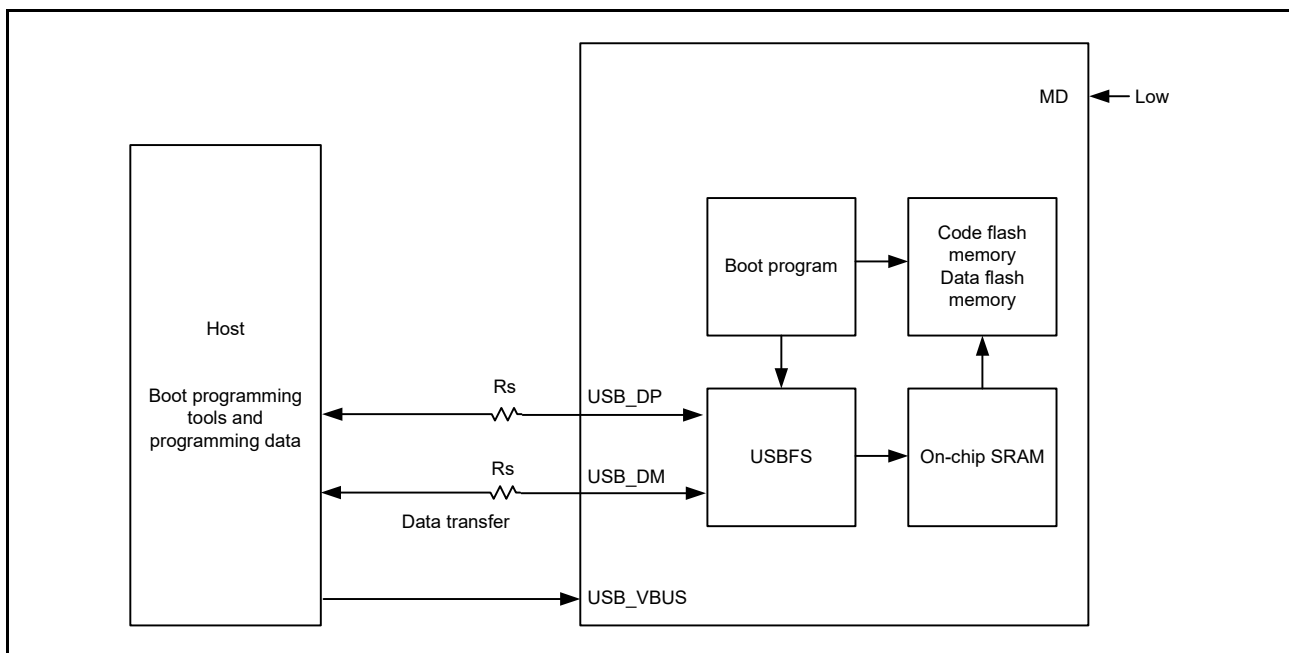 MD
Low
Boot program
Code flash
memory
Data flash
memory
Host
Boot programming
tools and
programming data
Rs
USB_DP
Rs
USB_DM
Data transfer
USBFS
On-chip SRAM
USB_VBUS